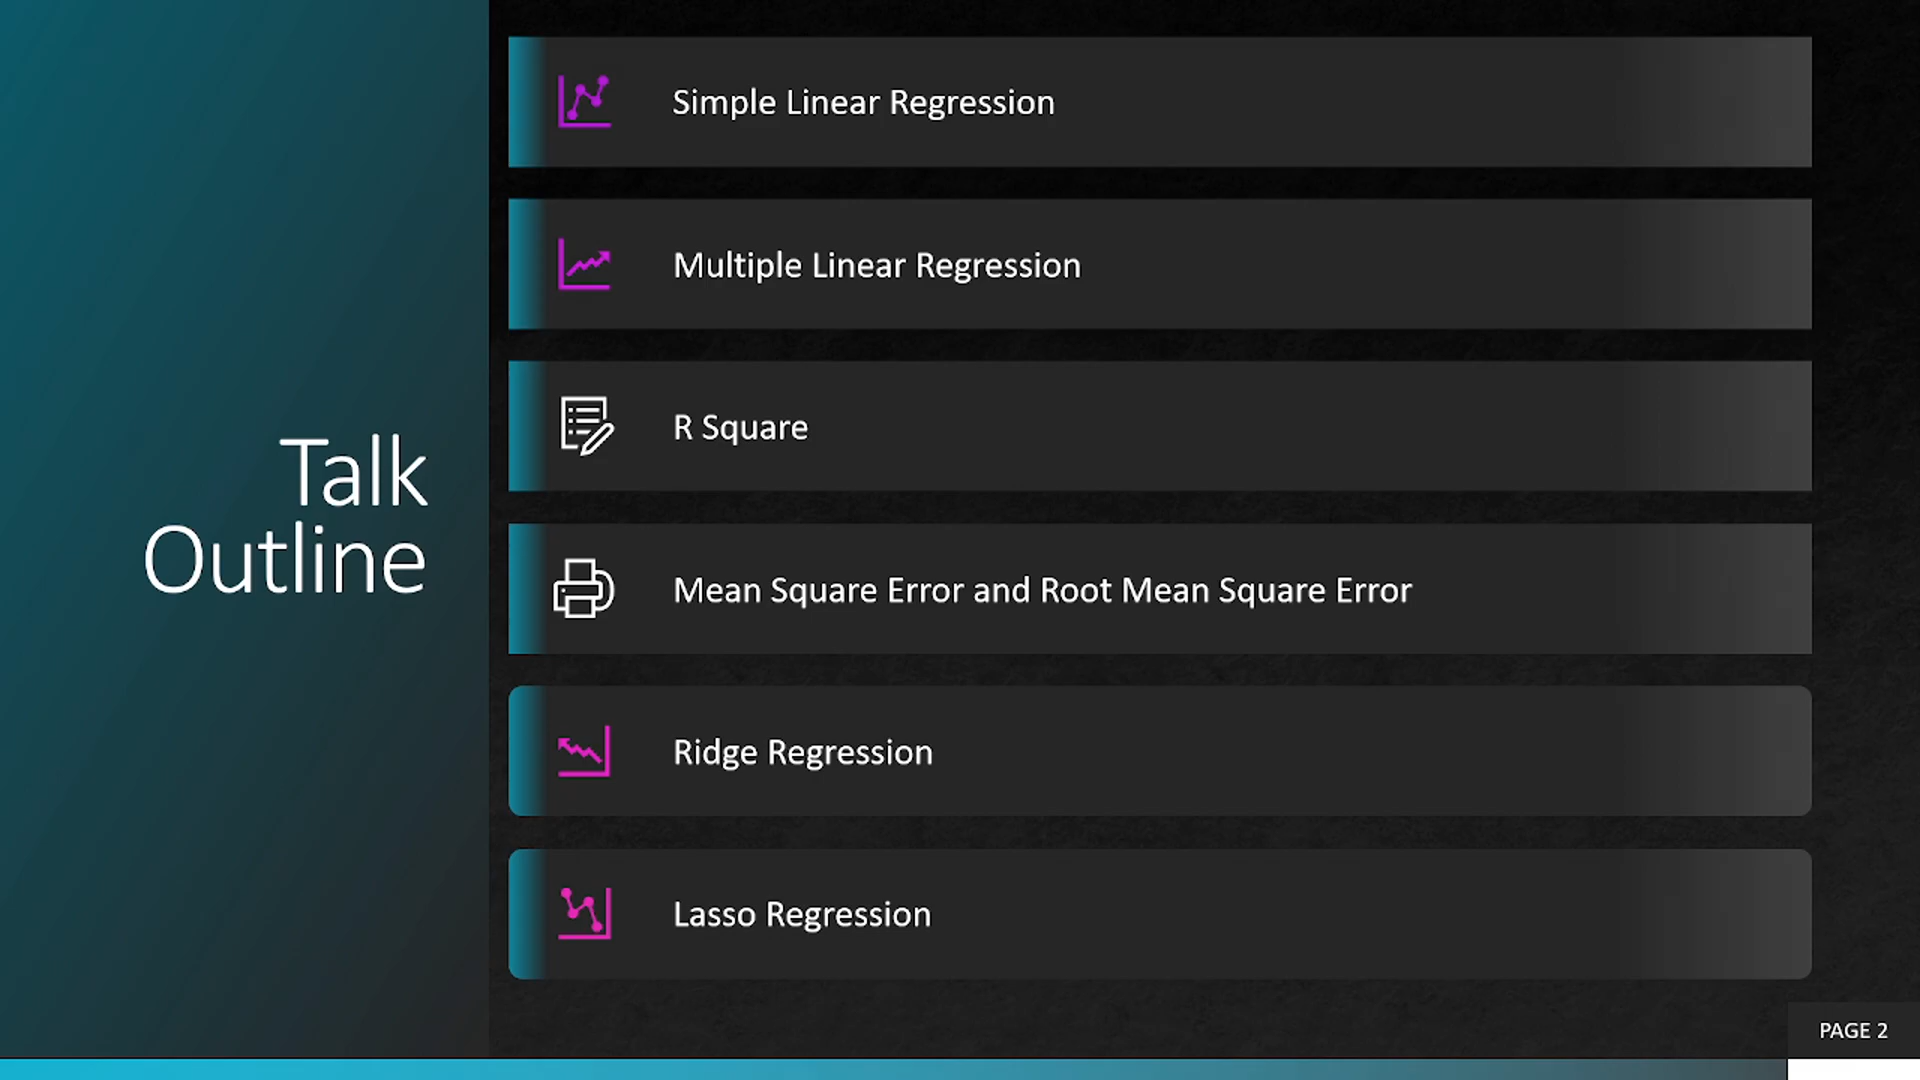 Talk
Outline
Simple Linear Regression
Multiple Linear Regression
R Square
Mean Square Error and Root Mean Square Error
Ridge Regression
Lasso Regression
PAGE 2